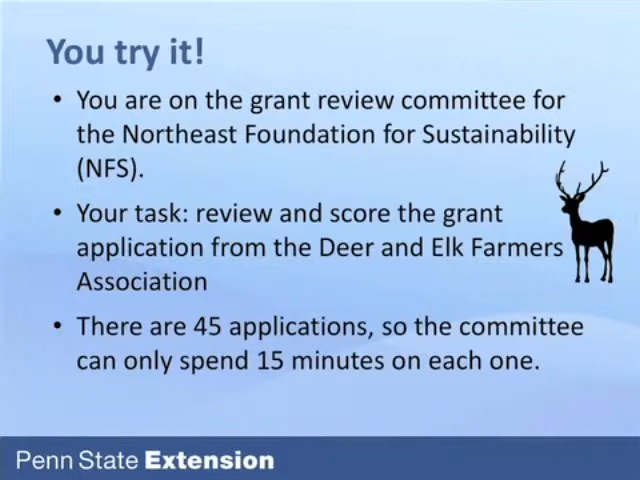 You try it!
• You are on the grant review committee for
the Northeast Foundation for Sustainability
(NFS).
• Your task: review and score the grant
application from the Deer and Elk Farmers
Association
• There are 45 applications, so the committee
can only spend 15 minutes on each one.
Penn State Extension